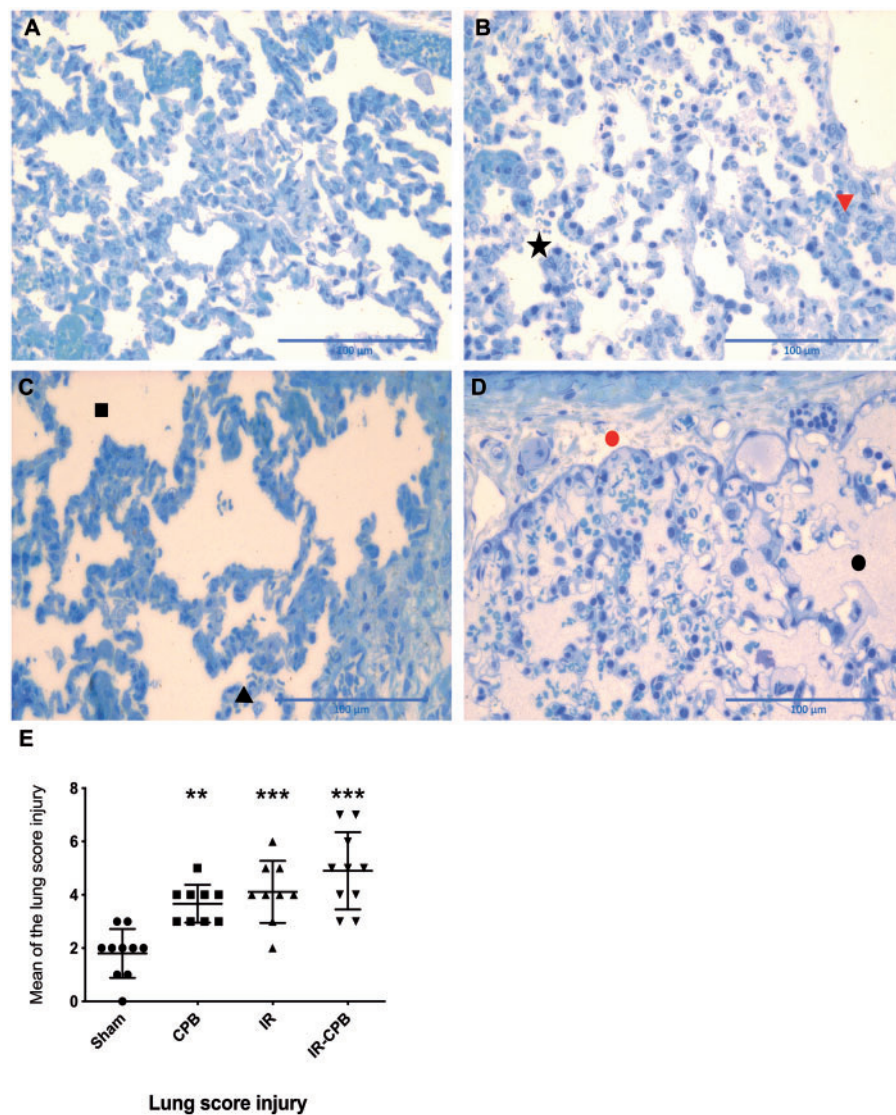 A
B
100 µm
100 µm
C
D
100 µm
100 µm
E
Mean of the lung score injury
8
6
4
2
0
** *** ***
Sham CPB IR IR-CPB
Lung score injury